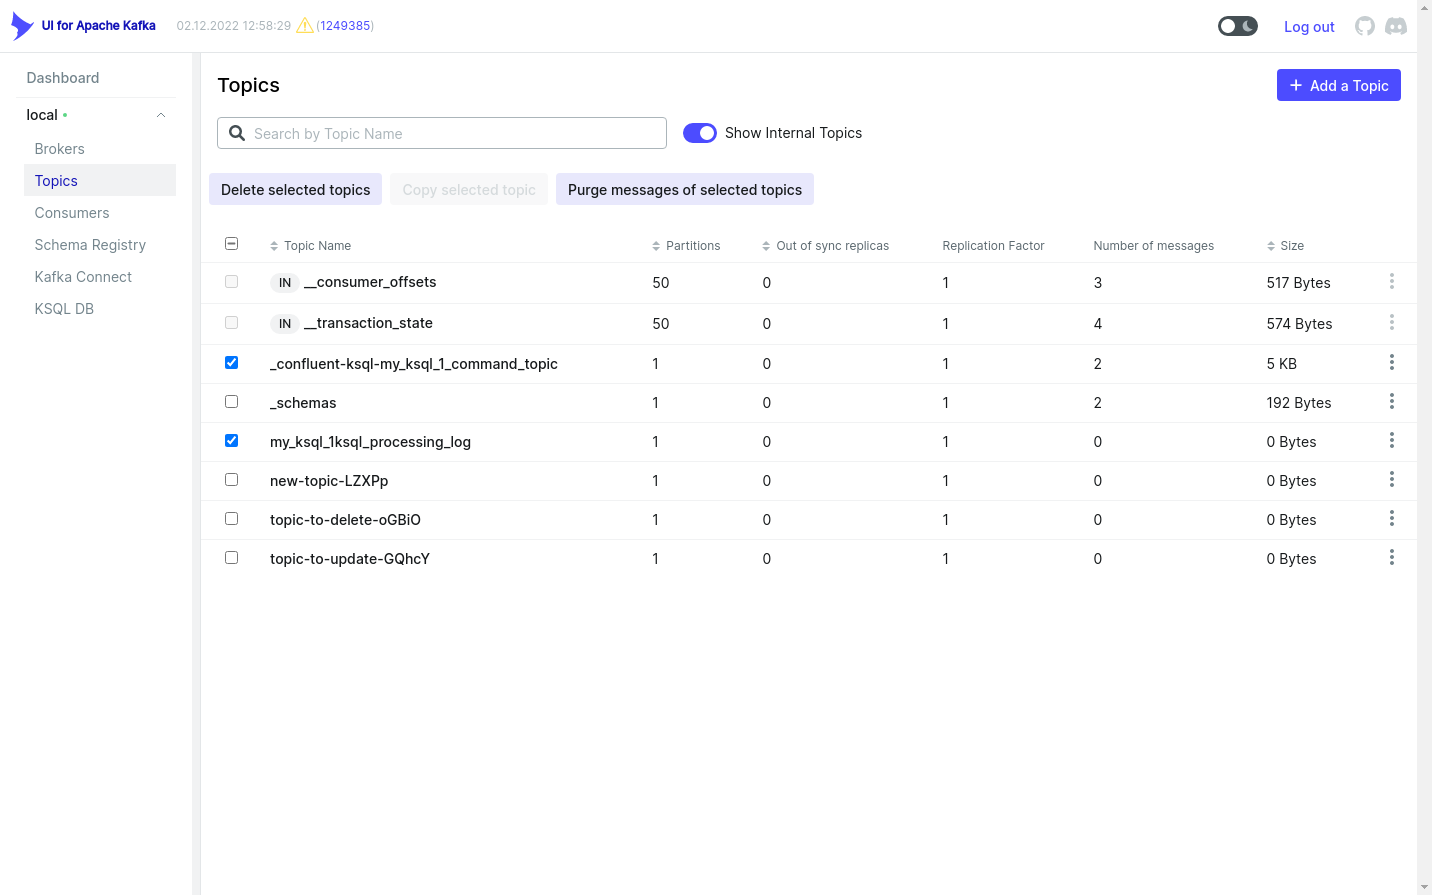 UI for Apache Kafka 02.12.2022 12:58:29 (1249385) Log out
Dashboard
local
Brokers
Topics
Consumers
Schema Registry
Kafka Connect
KSQL DB
Topics
Add a Topic
Search by Topic Name
Show Internal Topics
Delete selected topics Copy selected topic Purge messages of selected topics
Topic Name Partitions Out of sync replicas Replication Factor Number of messages Size
IN __consumer_offsets 50 0 1 3 517 Bytes
IN __transaction_state 50 0 1 4 574 Bytes
_confluent-ksql-my_ksql_1_command_topic 1 0 1 2 5 KB
_schemas 1 0 1 2 192 Bytes
my_ksql_1ksql_processing_log 1 0 1 0 0 Bytes
new-topic-LZXPp 1 0 1 0 0 Bytes
topic-to-delete-oGBiO 1 0 1 0 0 Bytes
topic-to-update-GQhcY 1 0 1 0 0 Bytes